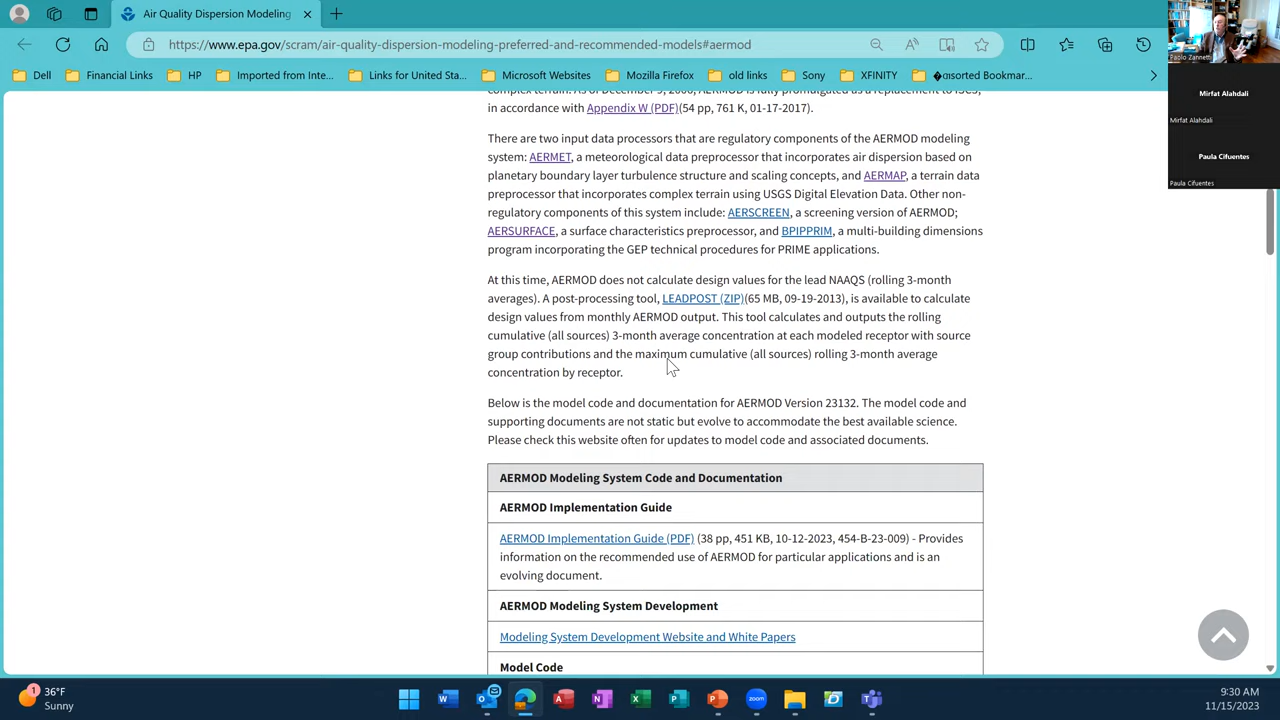 Air Quality Dispersion Modeling
https://www.epa.gov/scram/air-quality-dispersion-modeling-preferred-and-recommended-models#aermod
Dell
Financial Links
HP
Imported from Inte...
Links for United Sta...
Microsoft Websites
Mozilla Firefox
old links
Sony
XFINITY
�asorted Bookmar...
in accordance with Appendix W (PDF)(54 pp, 761 K, 01-17-2017).
There are two input data processors that are regulatory components of the AERMOD modeling
system: AERMET, a meteorological data preprocessor that incorporates air dispersion based on
planetary boundary layer turbulence structure and scaling concepts, and AERMAP, a terrain data
preprocessor that incorporates complex terrain using USGS Digital Elevation Data. Other non-
regulatory components of this system include: AERSCREEN, a screening version of AERMOD;
AERSURFACE, a surface characteristics preprocessor, and BPIPPRIM, a multi-building dimensions
program incorporating the GEP technical procedures for PRIME applications.
At this time, AERMOD does not calculate design values for the lead NAAQS (rolling 3-month
averages). A post-processing tool, LEADPOST (ZIP)(65 MB, 09-19-2013), is available to calculate
design values from monthly AERMOD output. This tool calculates and outputs the rolling
cumulative (all sources) 3-month average concentration at each modeled receptor with source
group contributions and the maximum cumulative (all sources) rolling 3-month average
concentration by receptor.
Below is the model code and documentation for AERMOD Version 23132. The model code and
supporting documents are not static but evolve to accommodate the best available science.
Please check this website often for updates to model code and associated documents.
AERMOD Modeling System Code and Documentation
AERMOD Implementation Guide
AERMOD Implementation Guide (PDF) (38 pp, 451 KB, 10-12-2023, 454-B-23-009) - Provides
information on the recommended use of AERMOD for particular applications and is an
evolving document.
AERMOD Modeling System Development
Modeling System Development Website and White Papers
Model Code
Paolo Zannetti
Mirfat Alahdali
Mirfat Alahdali
Paula Cifuentes
Paula Cifuentes
1
36°F
Sunny
zoom
9:30 AM
11/15/2023